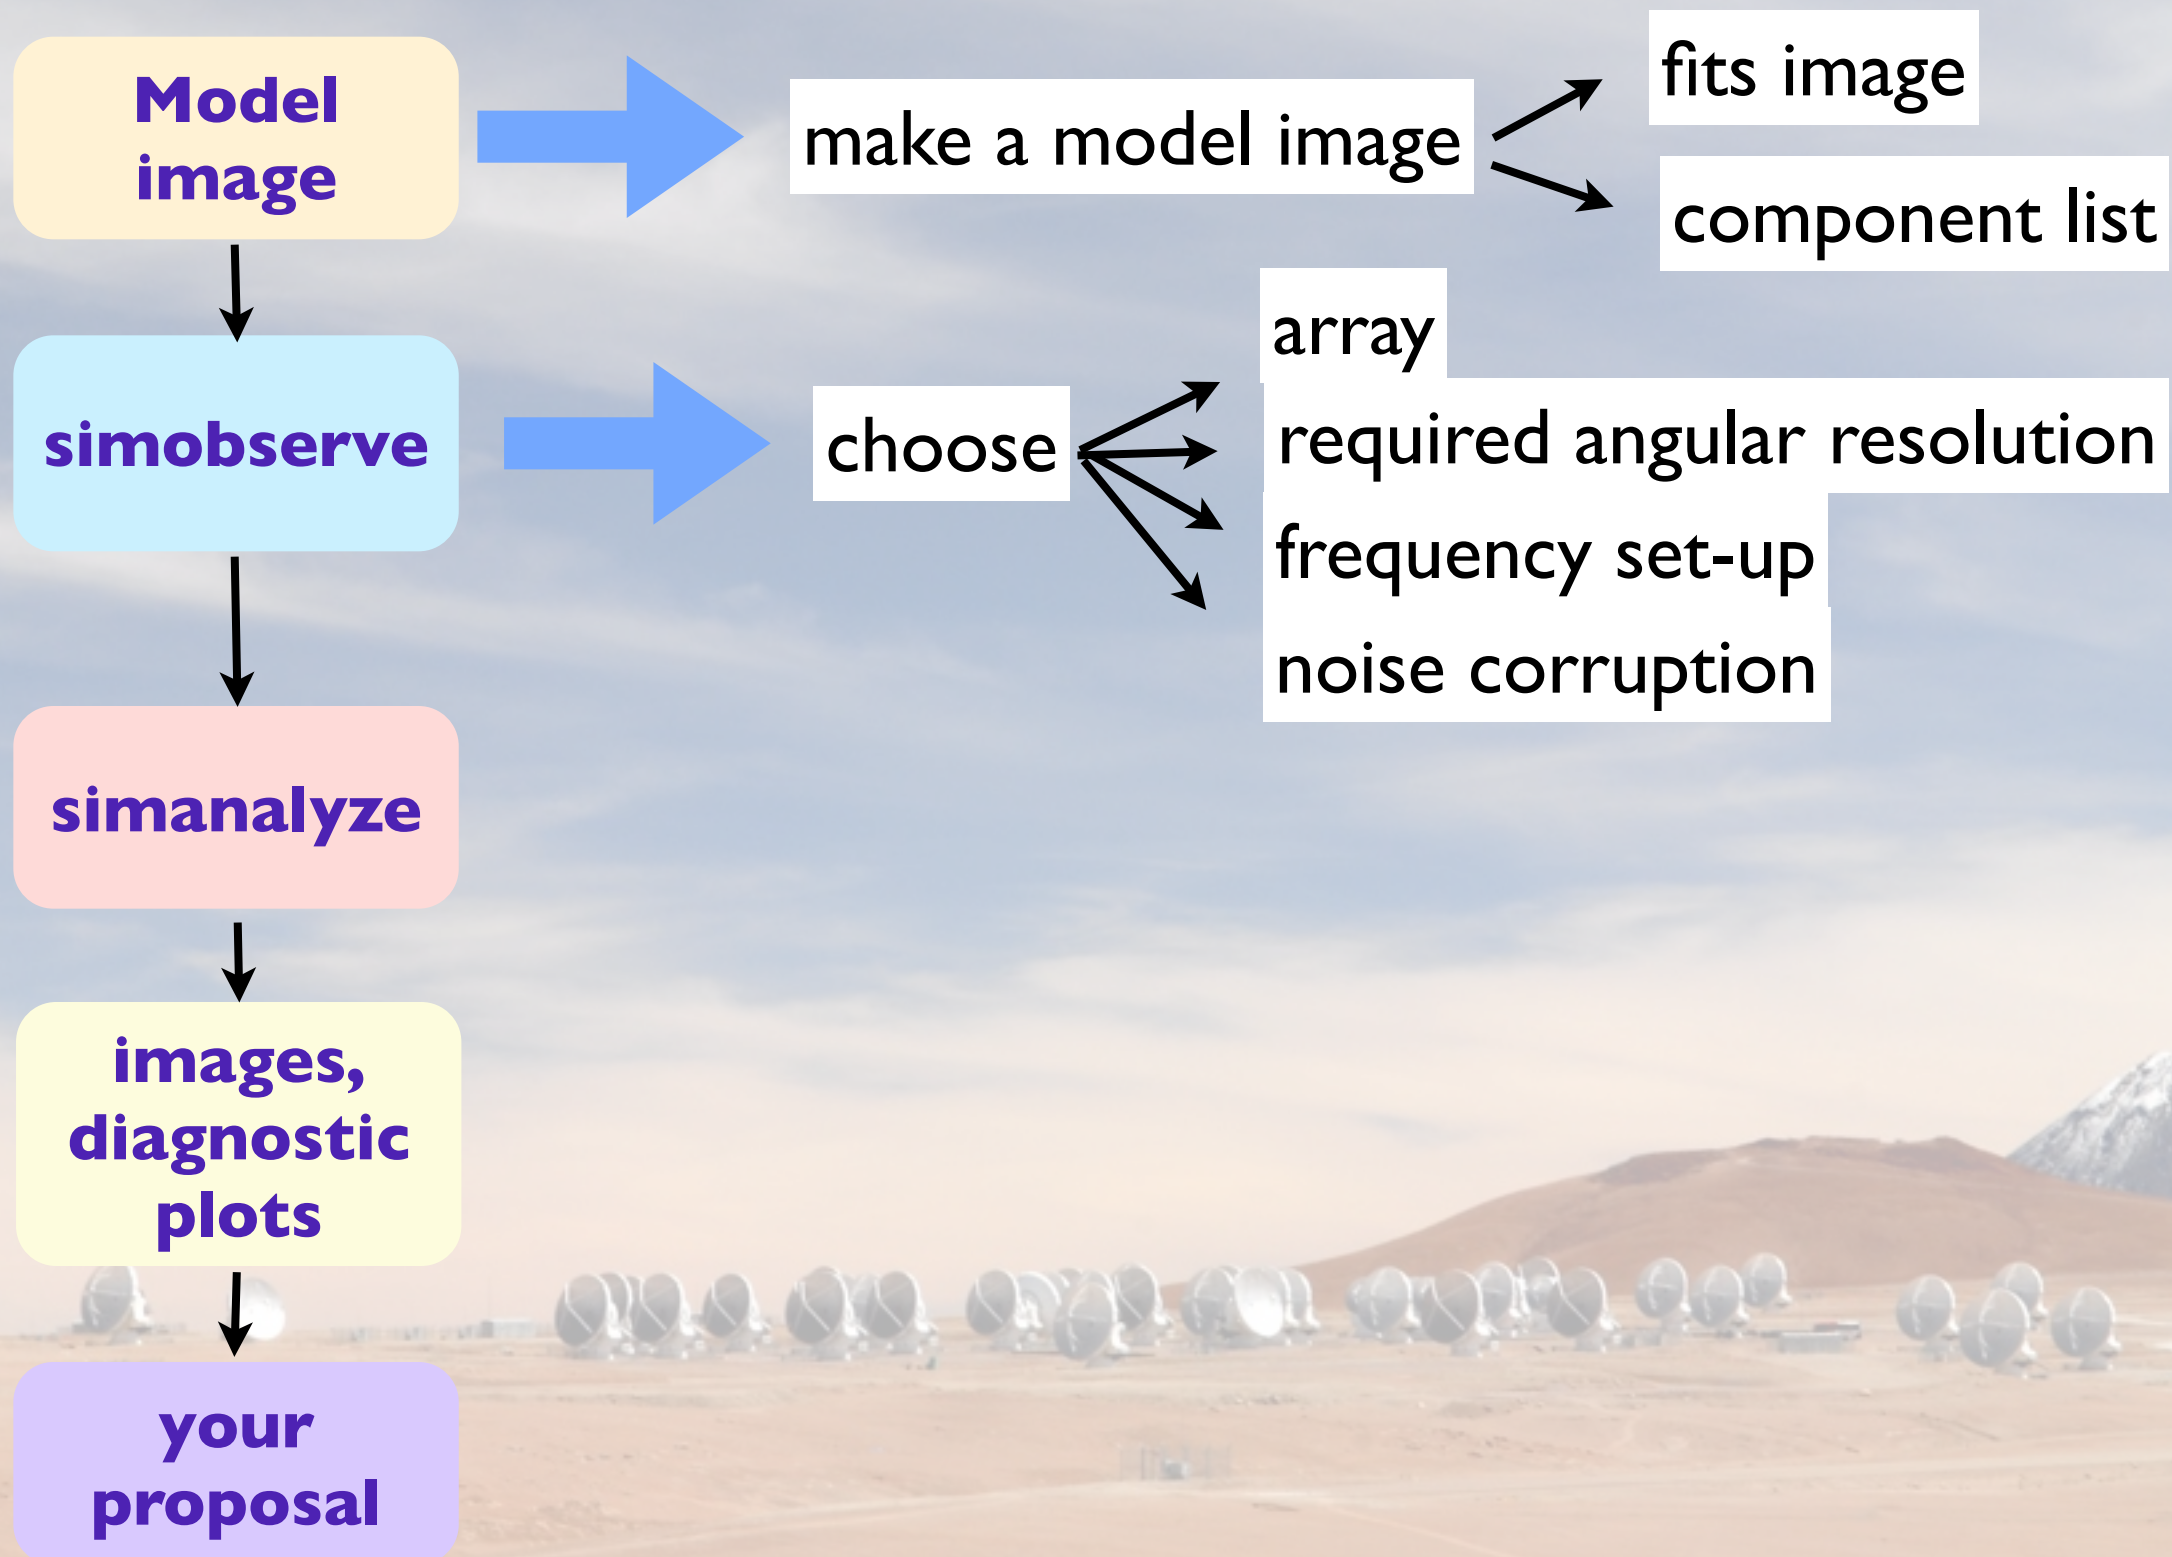 Model
image
make a model image
fits image
component list
simobserve
choose
array
required angular resolution
frequency set-up
noise corruption
simanalyze
images,
diagnostic
plots
your
proposal